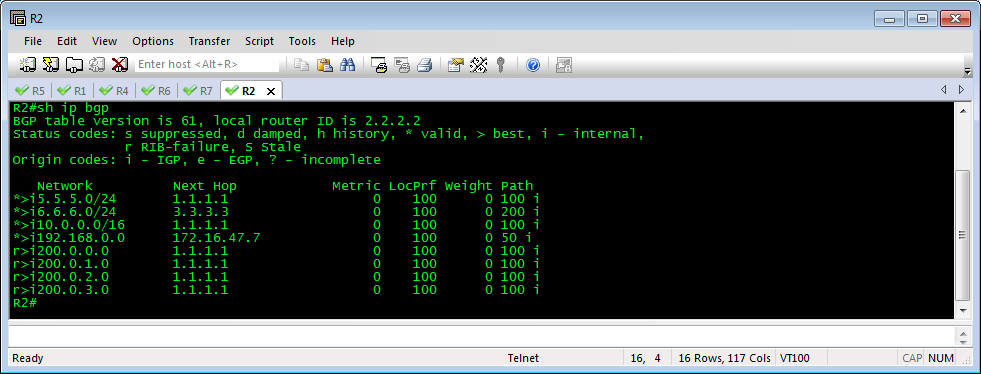 R2
File Edit View Options Transfer Script Tools Help
Enter host <Alt+R>
R5 R1 R4 R6 R7 R2
R2#sh ip bgp
BGP table version is 61, local router ID is 2.2.2.2
Status codes: s suppressed, d damped, h history, * valid, > best, i - internal,
r RIB-failure, S Stale
Origin codes: i - IGP, e - EGP, ? - incomplete
Network Next Hop Metric LocPrf Weight Path
*>i5.5.5.0/24 1.1.1.1 0 100 0 100 i
*>i6.6.6.0/24 3.3.3.3 0 100 0 200 i
*>i10.0.0.0/16 1.1.1.1 0 100 0 100 i
*>i192.168.0.0 172.16.47.7 0 100 0 50 i
r>i200.0.0.0 1.1.1.1 0 100 0 100 i
r>i200.0.1.0 1.1.1.1 0 100 0 100 i
r>i200.0.2.0 1.1.1.1 0 100 0 100 i
r>i200.0.3.0 1.1.1.1 0 100 0 100 i
R2#
Ready Telnet 16, 4 16 Rows, 117 Cols VT100 CAP NUM